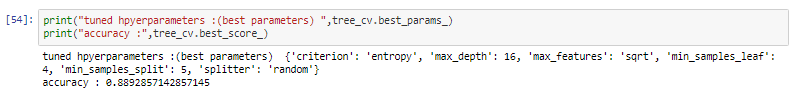 [54]: print("tuned hpyerparameters :(best parameters) ",tree_cv.best_params_)
print("accuracy :",tree_cv.best_score_)
tuned hpyerparameters :(best parameters)  {'criterion': 'entropy', 'max_depth': 16, 'max_features': 'sqrt', 'min_samples_leaf':
4, 'min_samples_split': 5, 'splitter': 'random'}
accuracy : 0.8892857142857145